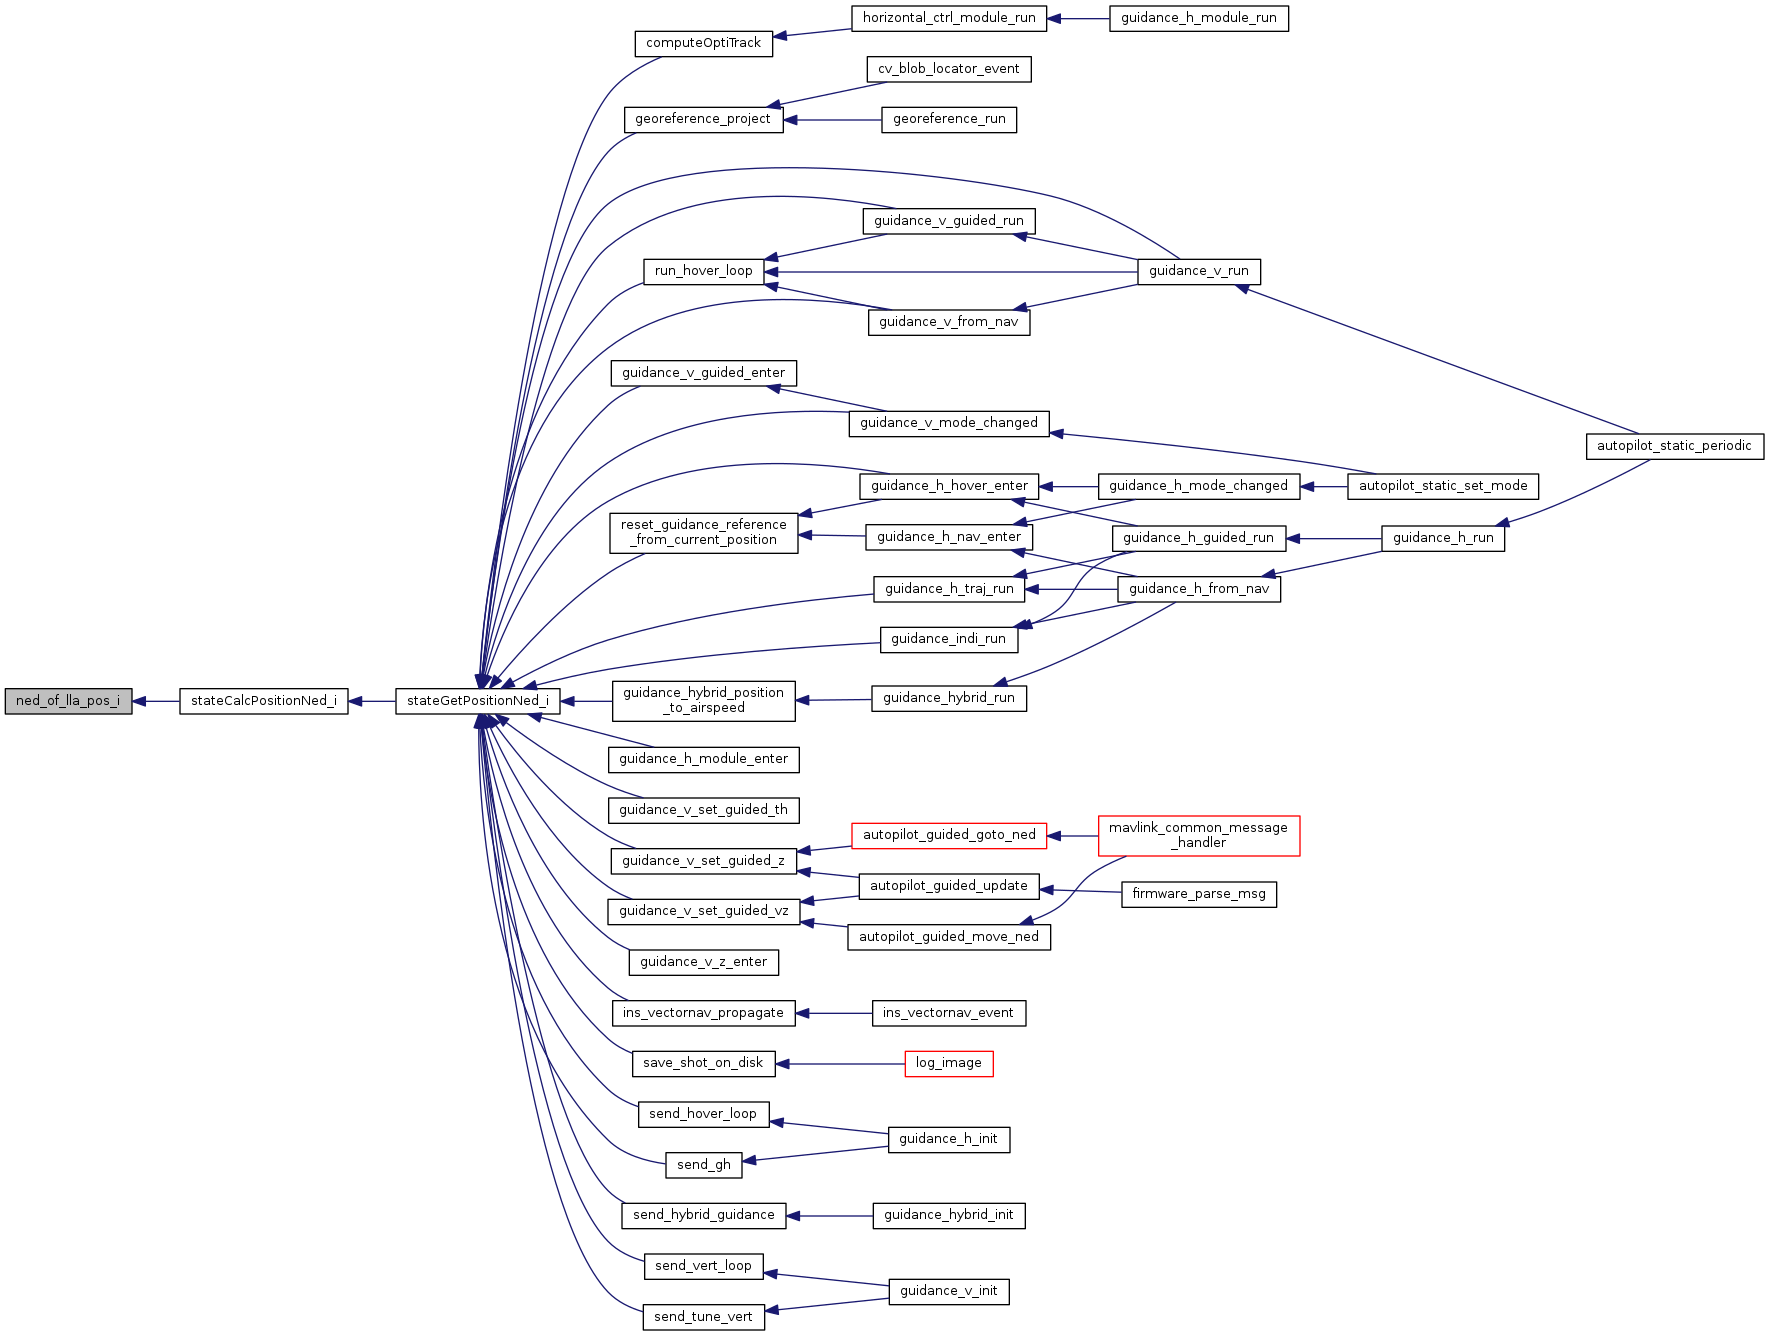 horizontal_ctrl_module_run
guidance_h_module_run
computeOptiTrack
cv_blob_locator_event
georeference_project
georeference_run
guidance_v_guided_run
run_hover_loop
guidance_v_run
guidance_v_from_nav
guidance_v_guided_enter
guidance_v_mode_changed
autopilot_static_periodic
guidance_h_hover_enter
guidance_h_mode_changed
autopilot_static_set_mode
reset_guidance_reference
_from_current_position
guidance_h_nav_enter
guidance_h_guided_run
guidance_h_run
guidance_h_traj_run
guidance_h_from_nav
guidance_indi_run
ned_of_lla_pos_i
stateCalcPositionNed_i
stateGetPositionNed_i
guidance_hybrid_position
_to_airspeed
guidance_hybrid_run
guidance_h_module_enter
guidance_v_set_guided_th
autopilot_guided_goto_ned
mavlink_common_message
_handler
guidance_v_set_guided_z
autopilot_guided_update
firmware_parse_msg
guidance_v_set_guided_vz
autopilot_guided_move_ned
guidance_v_z_enter
ins_vectornav_propagate
ins_vectornav_event
save_shot_on_disk
log_image
send_hover_loop
guidance_h_init
send_gh
send_hybrid_guidance
guidance_hybrid_init
send_vert_loop
guidance_v_init
send_tune_vert